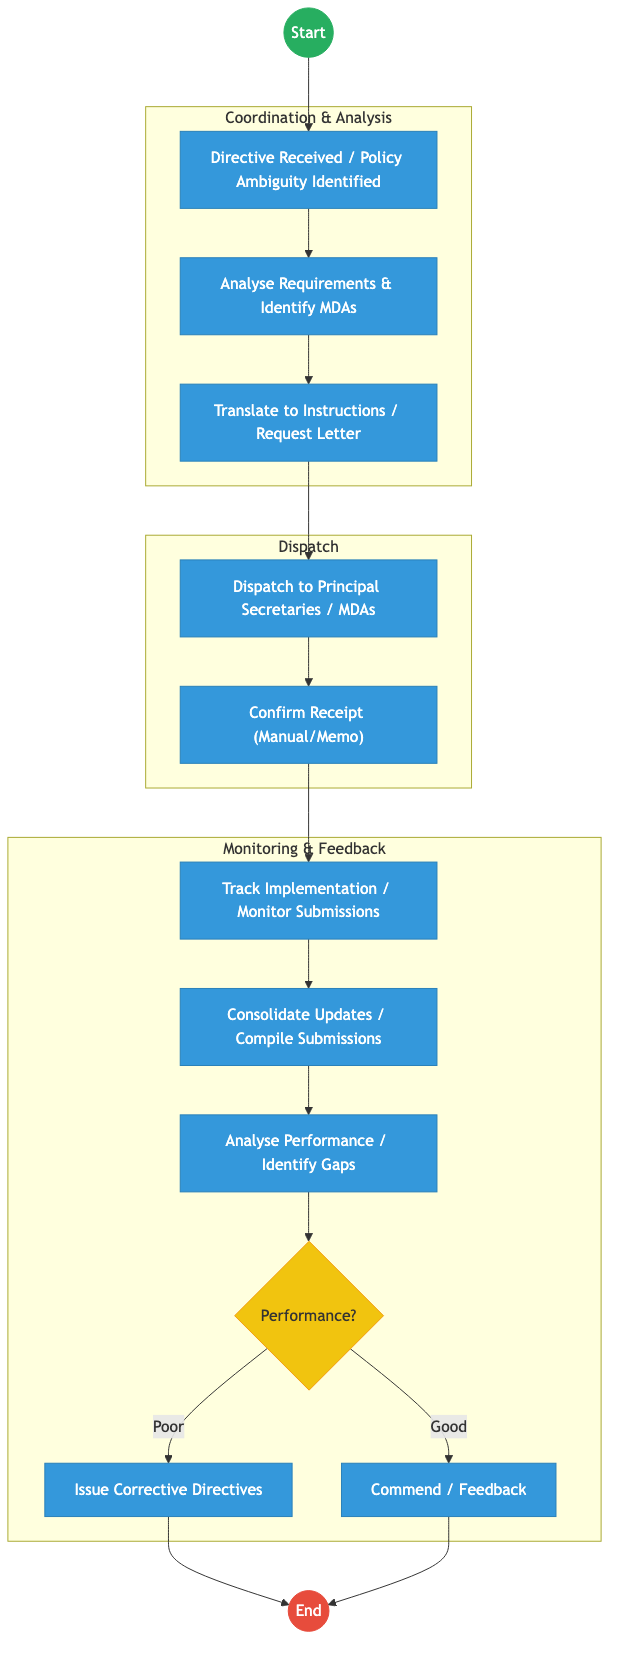 Start
Coordination & Analysis
Directive Received / Policy
Ambiguity Identified
Analyse Requirements &
Identify MDAs
Translate to Instructions /
Request Letter
Dispatch
Dispatch to Principal
Secretaries / MDAs
Confirm Receipt
(Manual/Memo)
Monitoring & Feedback
Track Implementation /
Monitor Submissions
Consolidate Updates /
Compile Submissions
Analyse Performance /
Identify Gaps
Performance?
Poor
Good
Issue Corrective Directives
Commend / Feedback
End